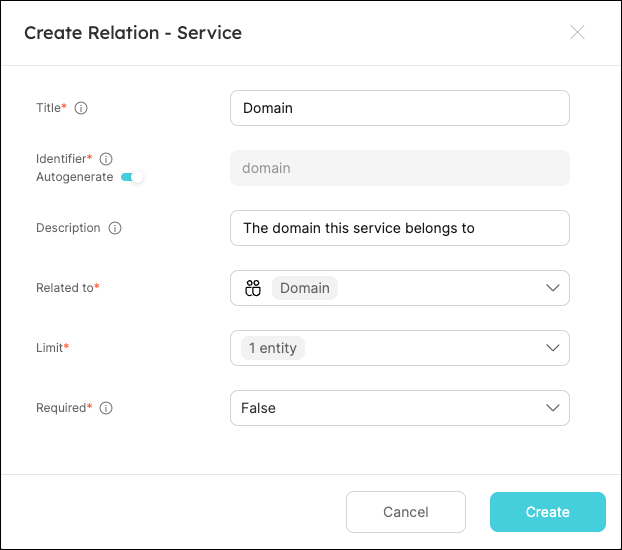 Create Relation - Service
Title* Domain
Identifier* domain
Autogenerate
Description The domain this service belongs to
Related to* Domain
Limit* 1 entity
Required* False
Cancel Create